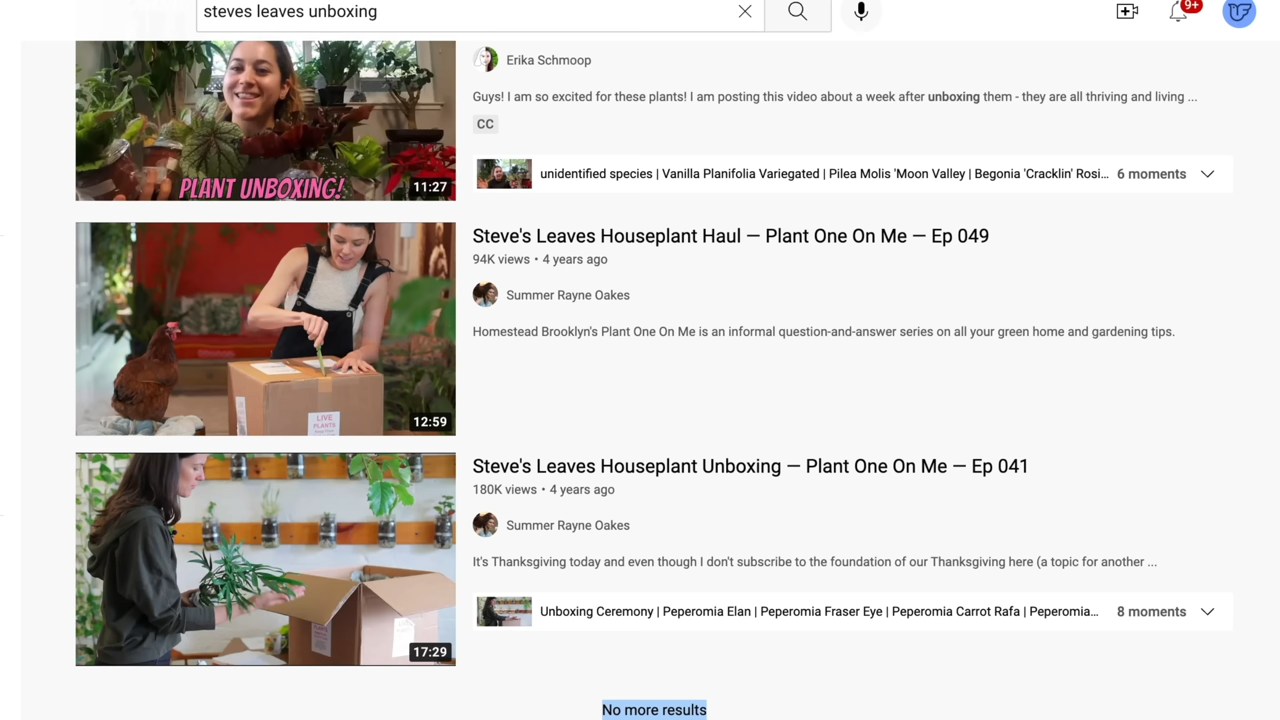 steves leaves unboxing
9+
Erika Schmoop
Guys! I am so excited for these plants! I am posting this video about a week after unboxing them - they are all thriving and living ...
CC
PLANT UNBOXING!
11:27
unidentified species | Vanilla Planifolia Variegated | Pilea Molis 'Moon Valley | Begonia 'Cracklin' Rosi...
6 moments
Steve's Leaves Houseplant Haul — Plant One On Me — Ep 049
94K views • 4 years ago
Summer Rayne Oakes
Homestead Brooklyn's Plant One On Me is an informal question-and-answer series on all your green home and gardening tips.
LIVE
PLANTS
12:59
Steve's Leaves Houseplant Unboxing — Plant One On Me — Ep 041
180K views • 4 years ago
Summer Rayne Oakes
It's Thanksgiving today and even though I don't subscribe to the foundation of our Thanksgiving here (a topic for another ...
Unboxing Ceremony | Peperomia Elan | Peperomia Fraser Eye | Peperomia Carrot Rafa | Peperomia...
8 moments
17:29
No more results